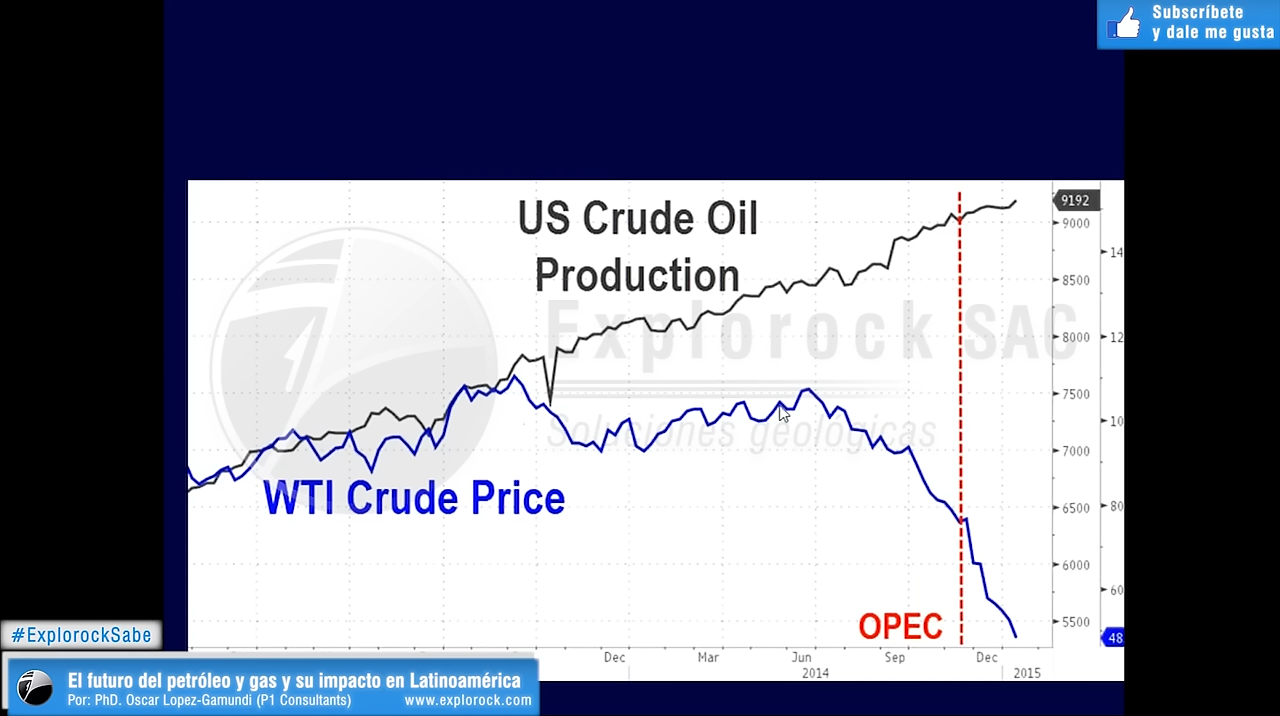 Subscríbete
y dale me gusta
US Crude Oil
Production
9192
9000
8500
8000
7500
7000
6500
6000
5500
14
12
10
80
60
48
Explorock SAC
Soluciones geológicas
WTI Crude Price
OPEC
Dec
Mar
Jun
Sep
Dec
2014
2015
#ExplorockSabe
El futuro del petróleo y gas y su impacto en Latinoamérica
Por: PhD. Oscar Lopez-Gamundi (P1 Consultants)
www.explorock.com